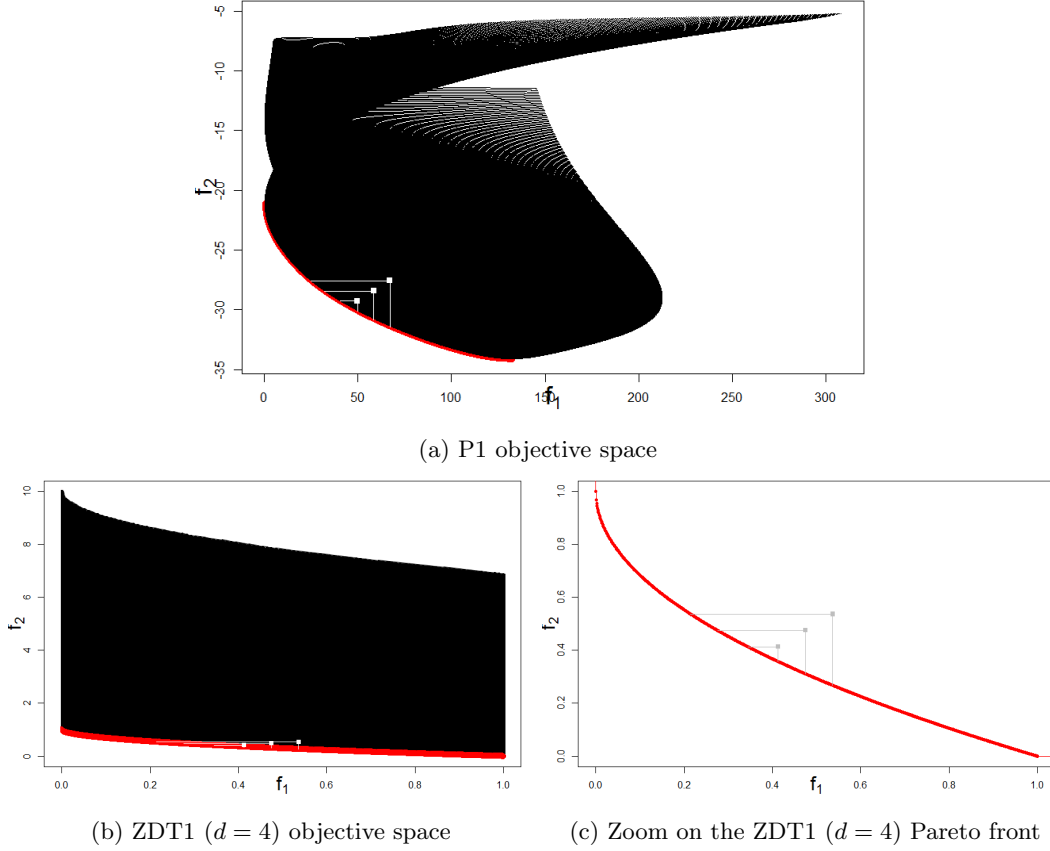 -5
-10
-15
-20
-25
-30
-35
f2
0 50 100 150 200 250 300
f1
(a) P1 objective space
10
8
6
4
2
0
f2
0.0 0.2 0.4 0.6 0.8 1.0
f1
(b) ZDT1 (d = 4) objective space
1.0
0.8
0.6
0.4
0.2
0.0
f2
0.0 0.2 0.4 0.6 0.8 1.0
f1
(c) Zoom on the ZDT1 (d = 4) Pareto front